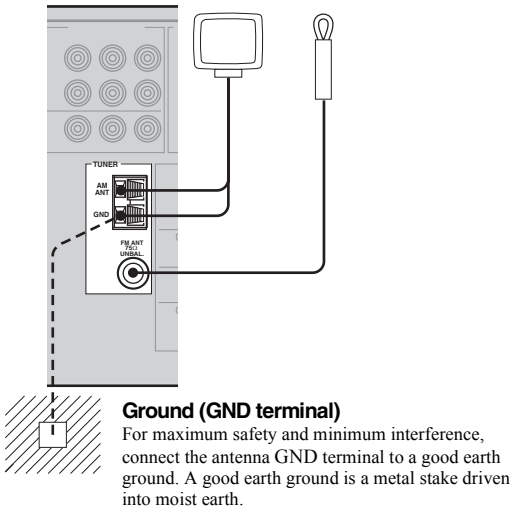 TUNER
AM
ANT
GND
FM ANT
75Ω
UNBAL.
Ground (GND terminal)
For maximum safety and minimum interference,
connect the antenna GND terminal to a good earth
ground. A good earth ground is a metal stake driven
into moist earth.